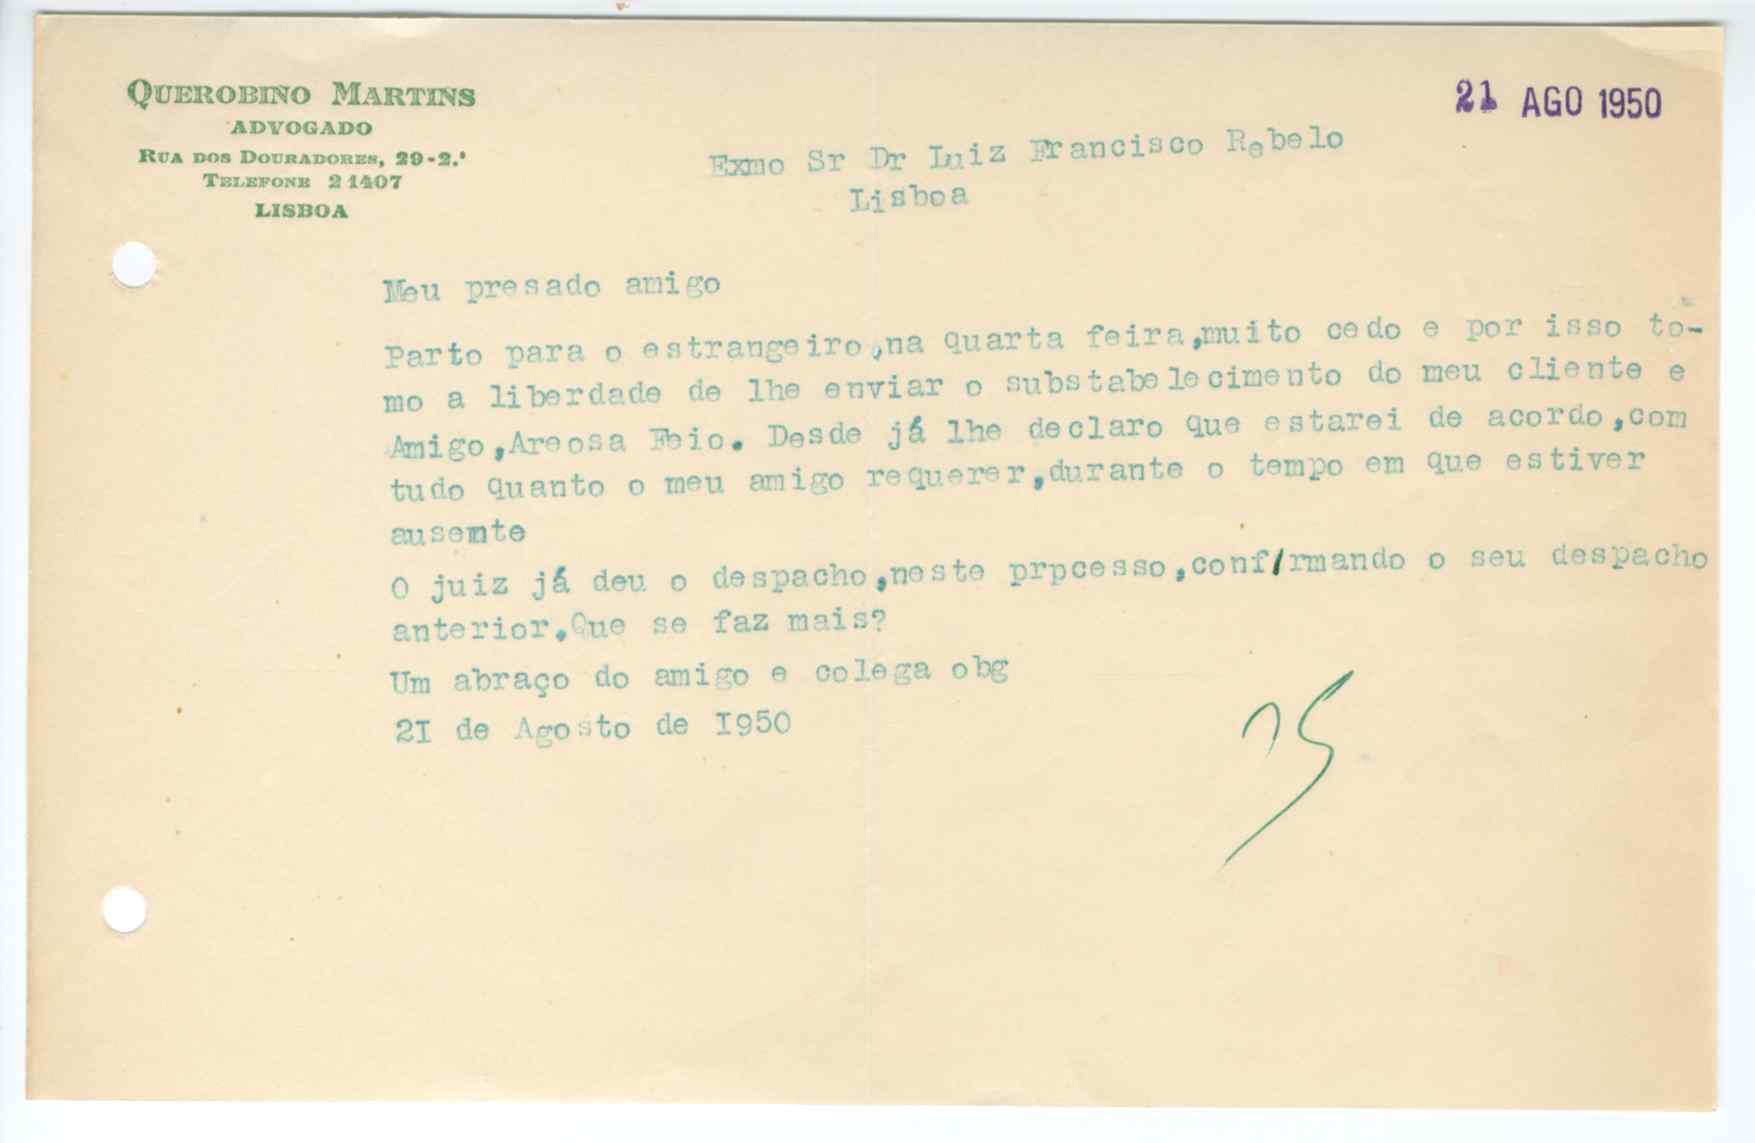 QUEROBINO MARTINS
ADVOGADO
RUA DOS DOURADORES, 29-2.º
TELEFONE 2 1407
LISBOA
21 AGO 1950
Exmo Sr Dr Luiz Francisco Rebelo
Lisboa
Meu presado amigo
Parto para o estrangeiro,na quarta feira,muito cedo e por isso to-
mo a liberdade de lhe enviar o substabelecimento do meu cliente e
Amigo,Areosa Feio. Desde já lhe declaro que estarei de acordo,com
tudo quanto o meu amigo requerer,durante o tempo em que estiver
ausemte
O juiz já deu o despacho,neste prpcesso,conf/rmando o seu despacho
anterior.Que se faz mais?
Um abraço do amigo e colega obg
2I de Agosto de I950